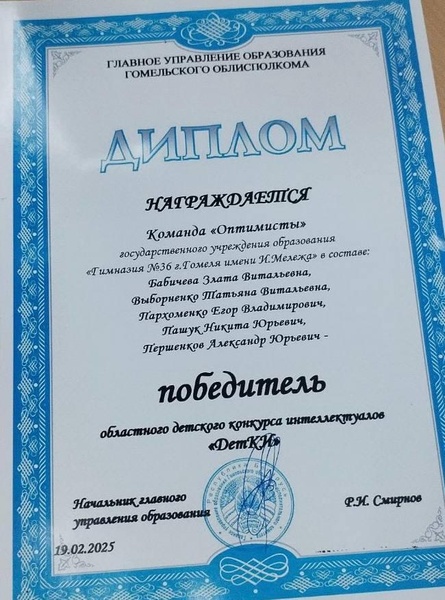 ГЛАВНОЕ УПРАВЛЕНИЕ ОБРАЗОВАНИЯ
ГОМЕЛЬСКОГО ОБЛИСПОЛКОМА
ДИПЛОМ
НАГРАЖДАЕТСЯ
Команда «Оптимисты»
государственного учреждения образования
«Гимназия №36 г.Гомеля имени И.Мележа» в составе:
Бабичева Злата Витальевна,
Выборненко Татьяна Витальевна,
Пархоменко Егор Владимирович,
Пашук Никита Юрьевич,
Першенков Александр Юрьевич -
победитель
областного детского конкурса интеллектуалов
«ДетКИ»
Начальник главного
управления образования
Р.И. Смирнов
19.02.2025